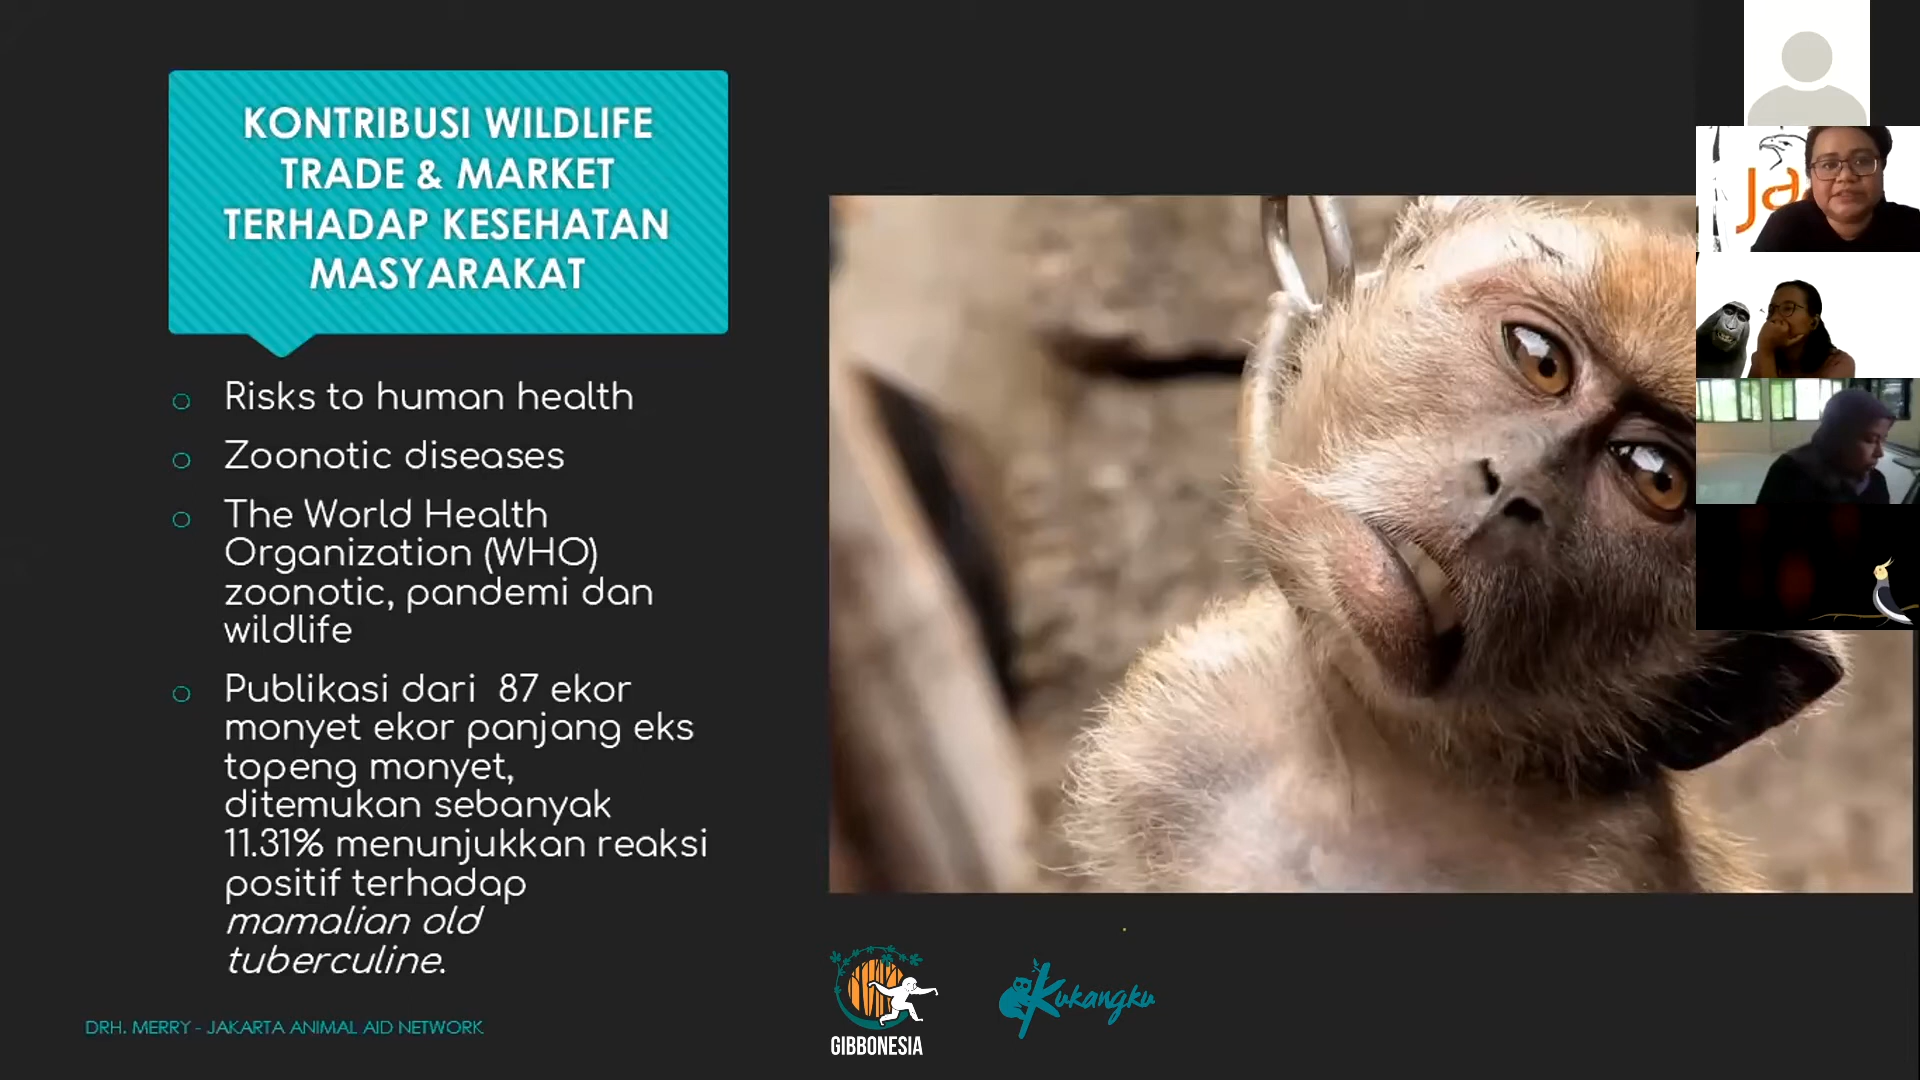 KONTRIBUSI WILDLIFE
TRADE & MARKET
TERHADAP KESEHATAN
MASYARAKAT
Risks to human health
Zoonotic diseases
The World Health
Organization (WHO)
zoonotic, pandemi dan
wildlife
Publikasi dari 87 ekor
monyet ekor panjang eks
topeng monyet,
ditemukan sebanyak
11.31% menunjukkan reaksi
positif terhadap
mamalian old
tuberculine.
DRH. MERRY - JAKARTA ANIMAL AID NETWORK
GIBBONESIA
Kukangku